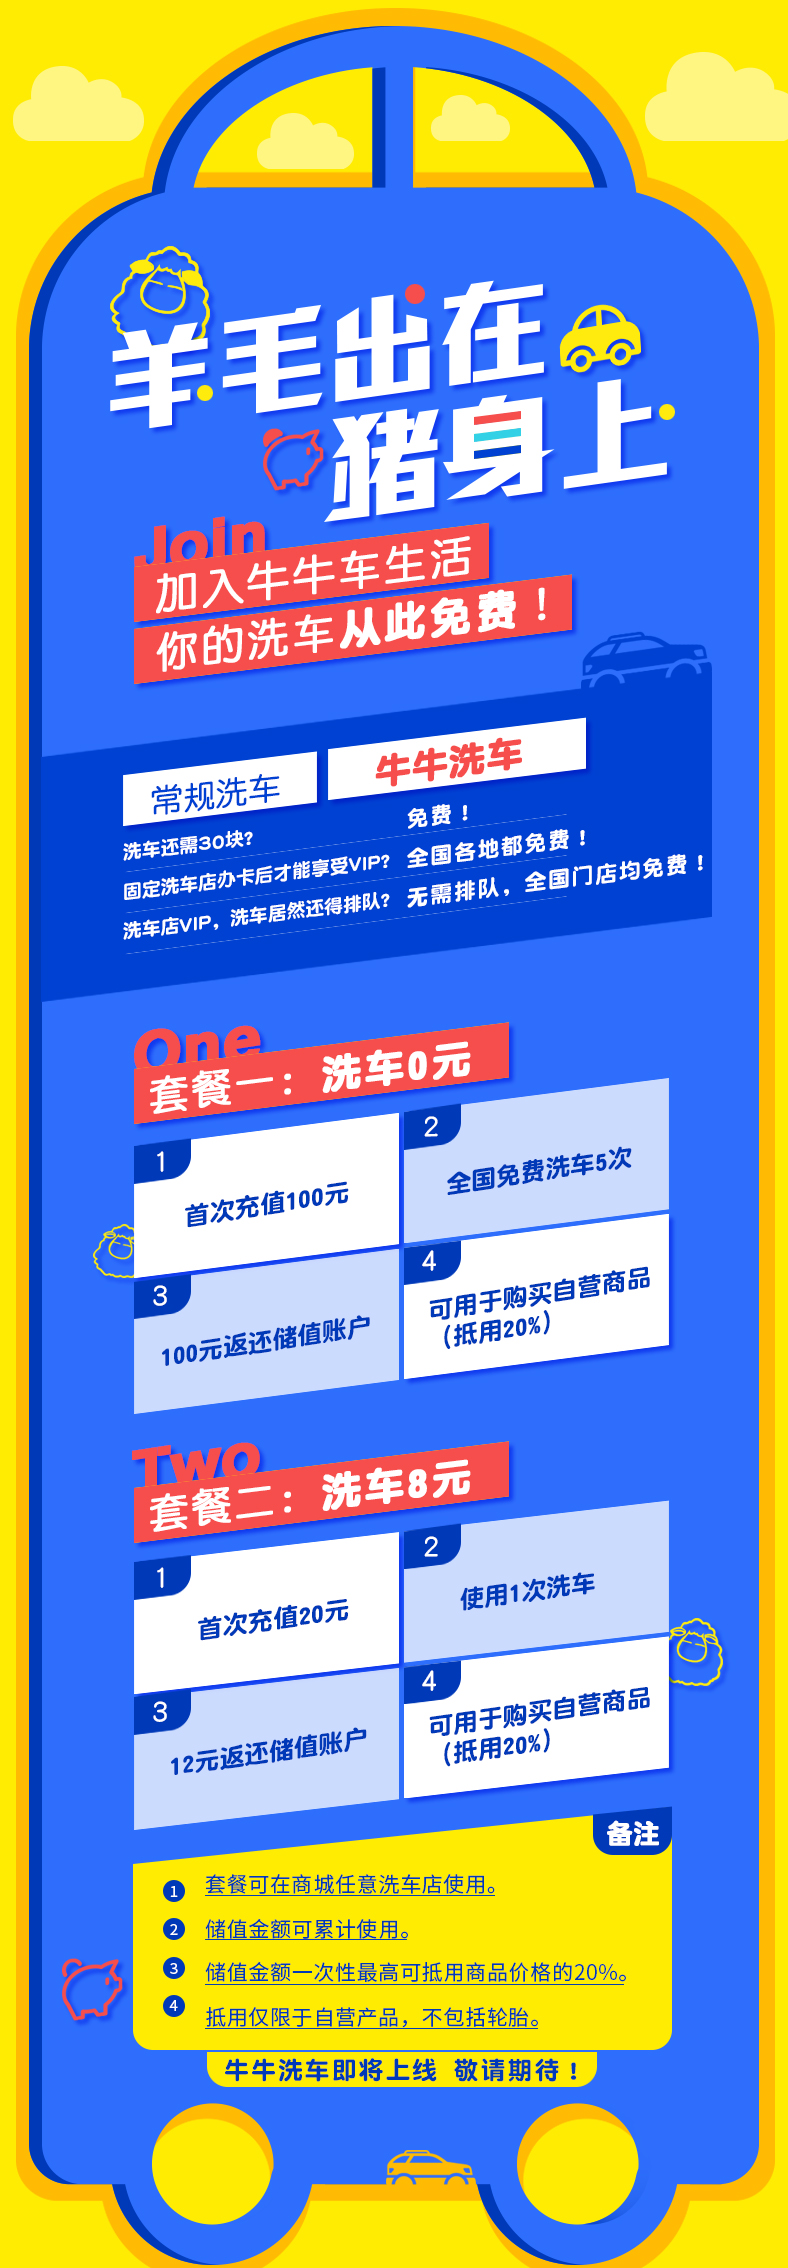 羊毛出在
猪身上
Join
加入牛牛车生活
你的洗车从此免费！
常规洗车
牛牛洗车
洗车还需30块?
免费！
固定洗车店办卡后才能享受VIP?
全国各地都免费！
洗车店VIP，洗车居然还得排队?
无需排队，全国门店均免费！
One
套餐一：洗车0元
1
首次充值100元
2
全国免费洗车5次
3
100元返还储值账户
4
可用于购买自营商品
（抵用20%）
Two
套餐二：洗车8元
1
首次充值20元
2
使用1次洗车
3
12元返还储值账户
4
可用于购买自营商品
（抵用20%）
备注
1 套餐可在商城任意洗车店使用。
2 储值金额可累计使用。
3 储值金额一次性最高可抵用商品价格的20%。
4 抵用仅限于自营产品，不包括轮胎。
牛牛洗车即将上线 敬请期待！